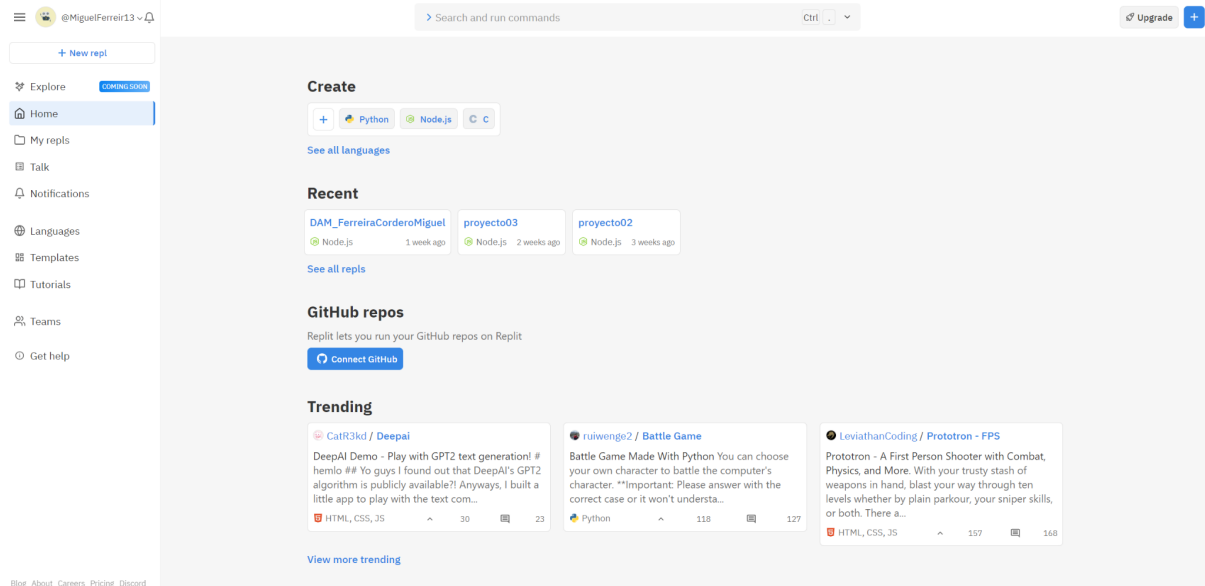 @MiguelFerreir13
Search and run commands
Ctrl .
Upgrade
+
+ New repl
Explore
COMING SOON
Home
My repls
Talk
Notifications
Languages
Templates
Tutorials
Teams
Get help
Blog About Careers Pricing Discord
Create
+ Python Node.js C
See all languages
Recent
DAM_FerreiraCorderoMiguel
Node.js 1 week ago
proyecto03
Node.js 2 weeks ago
proyecto02
Node.js 3 weeks ago
See all repls
GitHub repos
Replit lets you run your GitHub repos on Replit
Connect GitHub
Trending
CatR3kd / Deepai
DeepAI Demo - Play with GPT2 text generation! #
hemlo ## Yo guys I found out that DeepAI's GPT2
algorithm is publicly available?! Anyways, I built a
little app to play with the text com...
HTML, CSS, JS 30 23
ruiwenge2 / Battle Game
Battle Game Made With Python You can choose
your own character to battle the computer's
character. **Important: Please answer with the
correct case or it won't understa...
Python 118 127
LeviathanCoding / Prototron - FPS
Prototron - A First Person Shooter with Combat,
Physics, and More. With your trusty stash of
weapons in hand, blast your way through ten
levels whether by plain parkour, your sniper skills,
or both. There a...
HTML, CSS, JS 157 168
View more trending